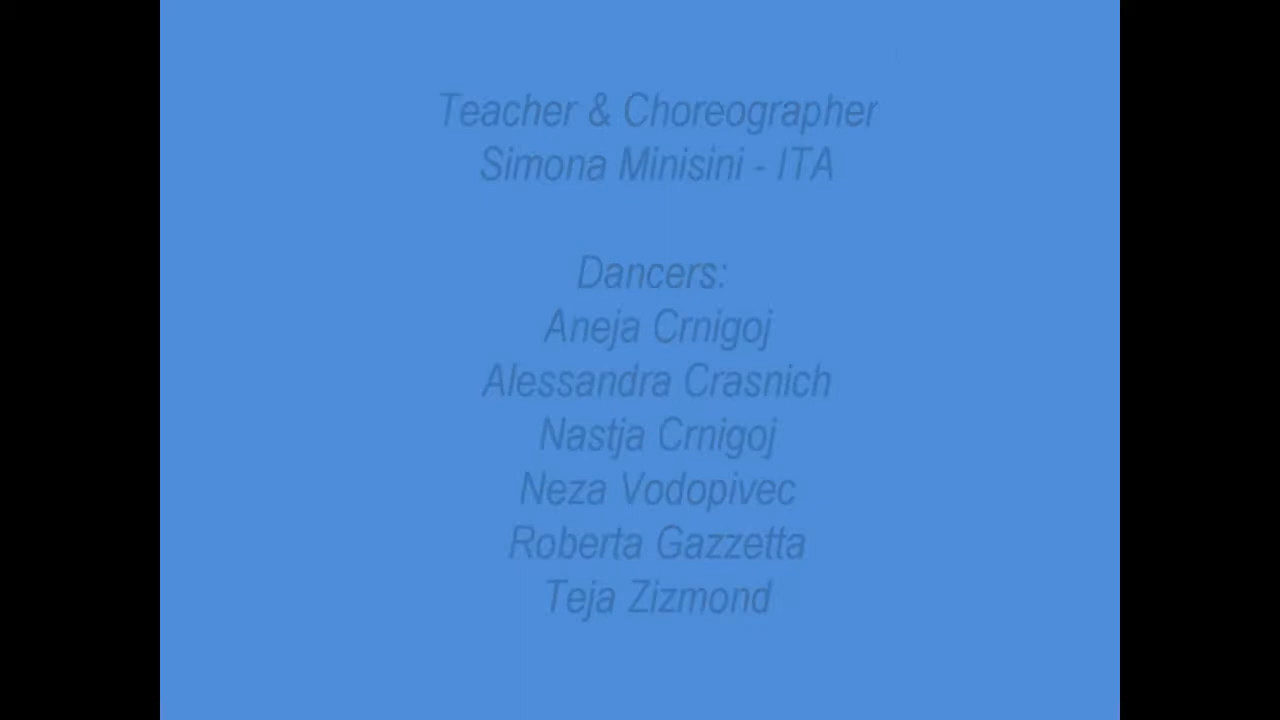 Teacher & Choreographer
Simona Minisini - ITA
Dancers:
Aneja Crnigoj
Alessandra Crasnich
Nastja Crnigoj
Neza Vodopivec
Roberta Gazzetta
Teja Zizmond